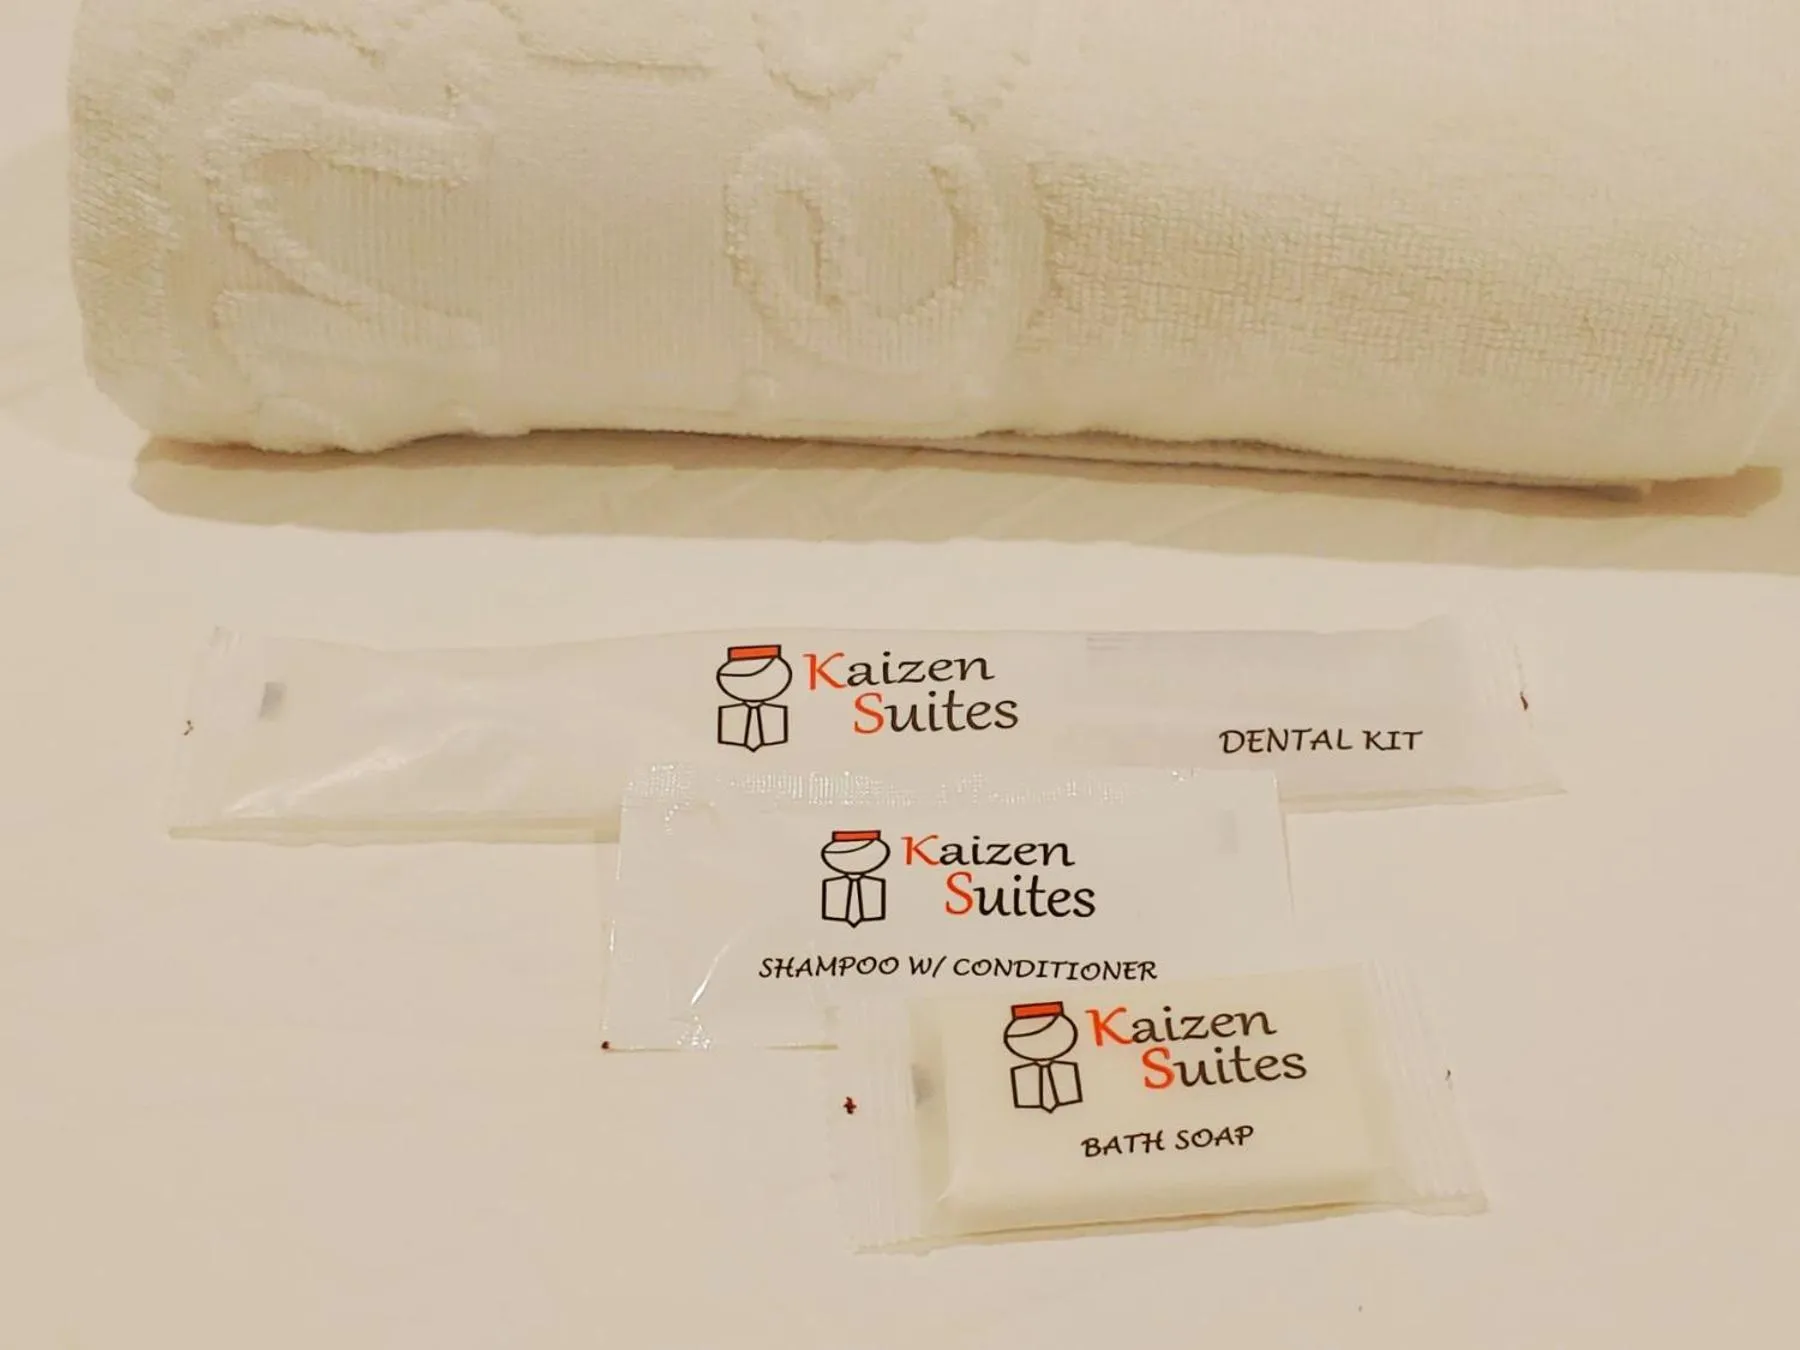 Kaizen
Suites
DENTAL KIT
Kaizen
Suites
SHAMPOO W/ CONDITIONER
Kaizen
Suites
BATH SOAP